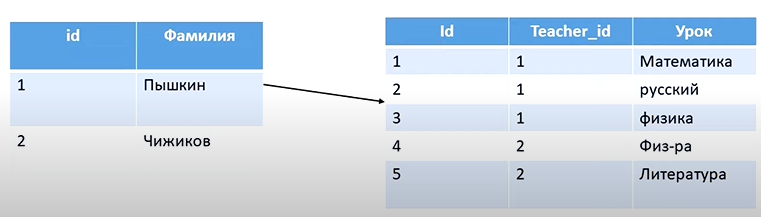 id Фамилия
1 Пышкин
2 Чижиков
Id Teacher_id Урок
1 1 Математика
2 1 русский
3 1 физика
4 2 Физ-ра
5 2 Литература